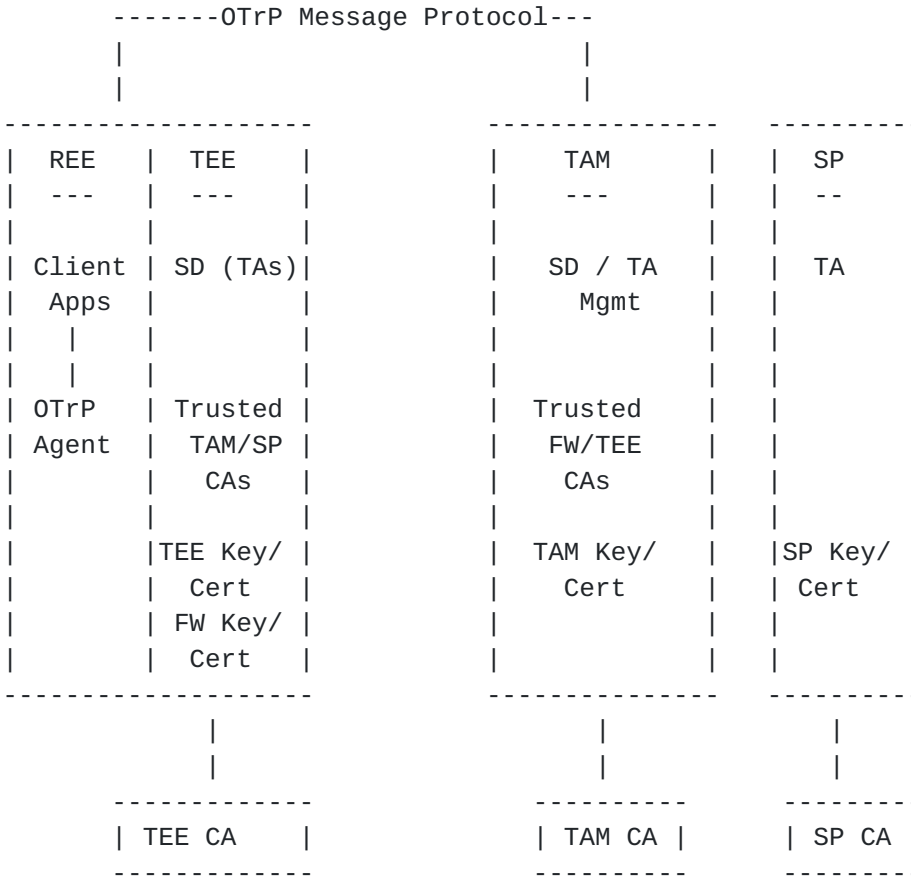 -------OTrP Message Protocol---
| REE | TEE | | TAM | | SP
| --- | --- | | --- | | --
| Client | SD (TAs)| | SD / TA | | TA
| Apps | | | Mgmt | |
| OTrP | Trusted | | Trusted | |
| Agent | TAM/SP | | FW/TEE | |
| | CAs | | CAs | |
| |TEE Key/ | | TAM Key/ | |SP Key/
| | Cert | | Cert | | Cert
| | FW Key/ | | | |
| | Cert | | | |
| TEE CA | | TAM CA | | SP CA